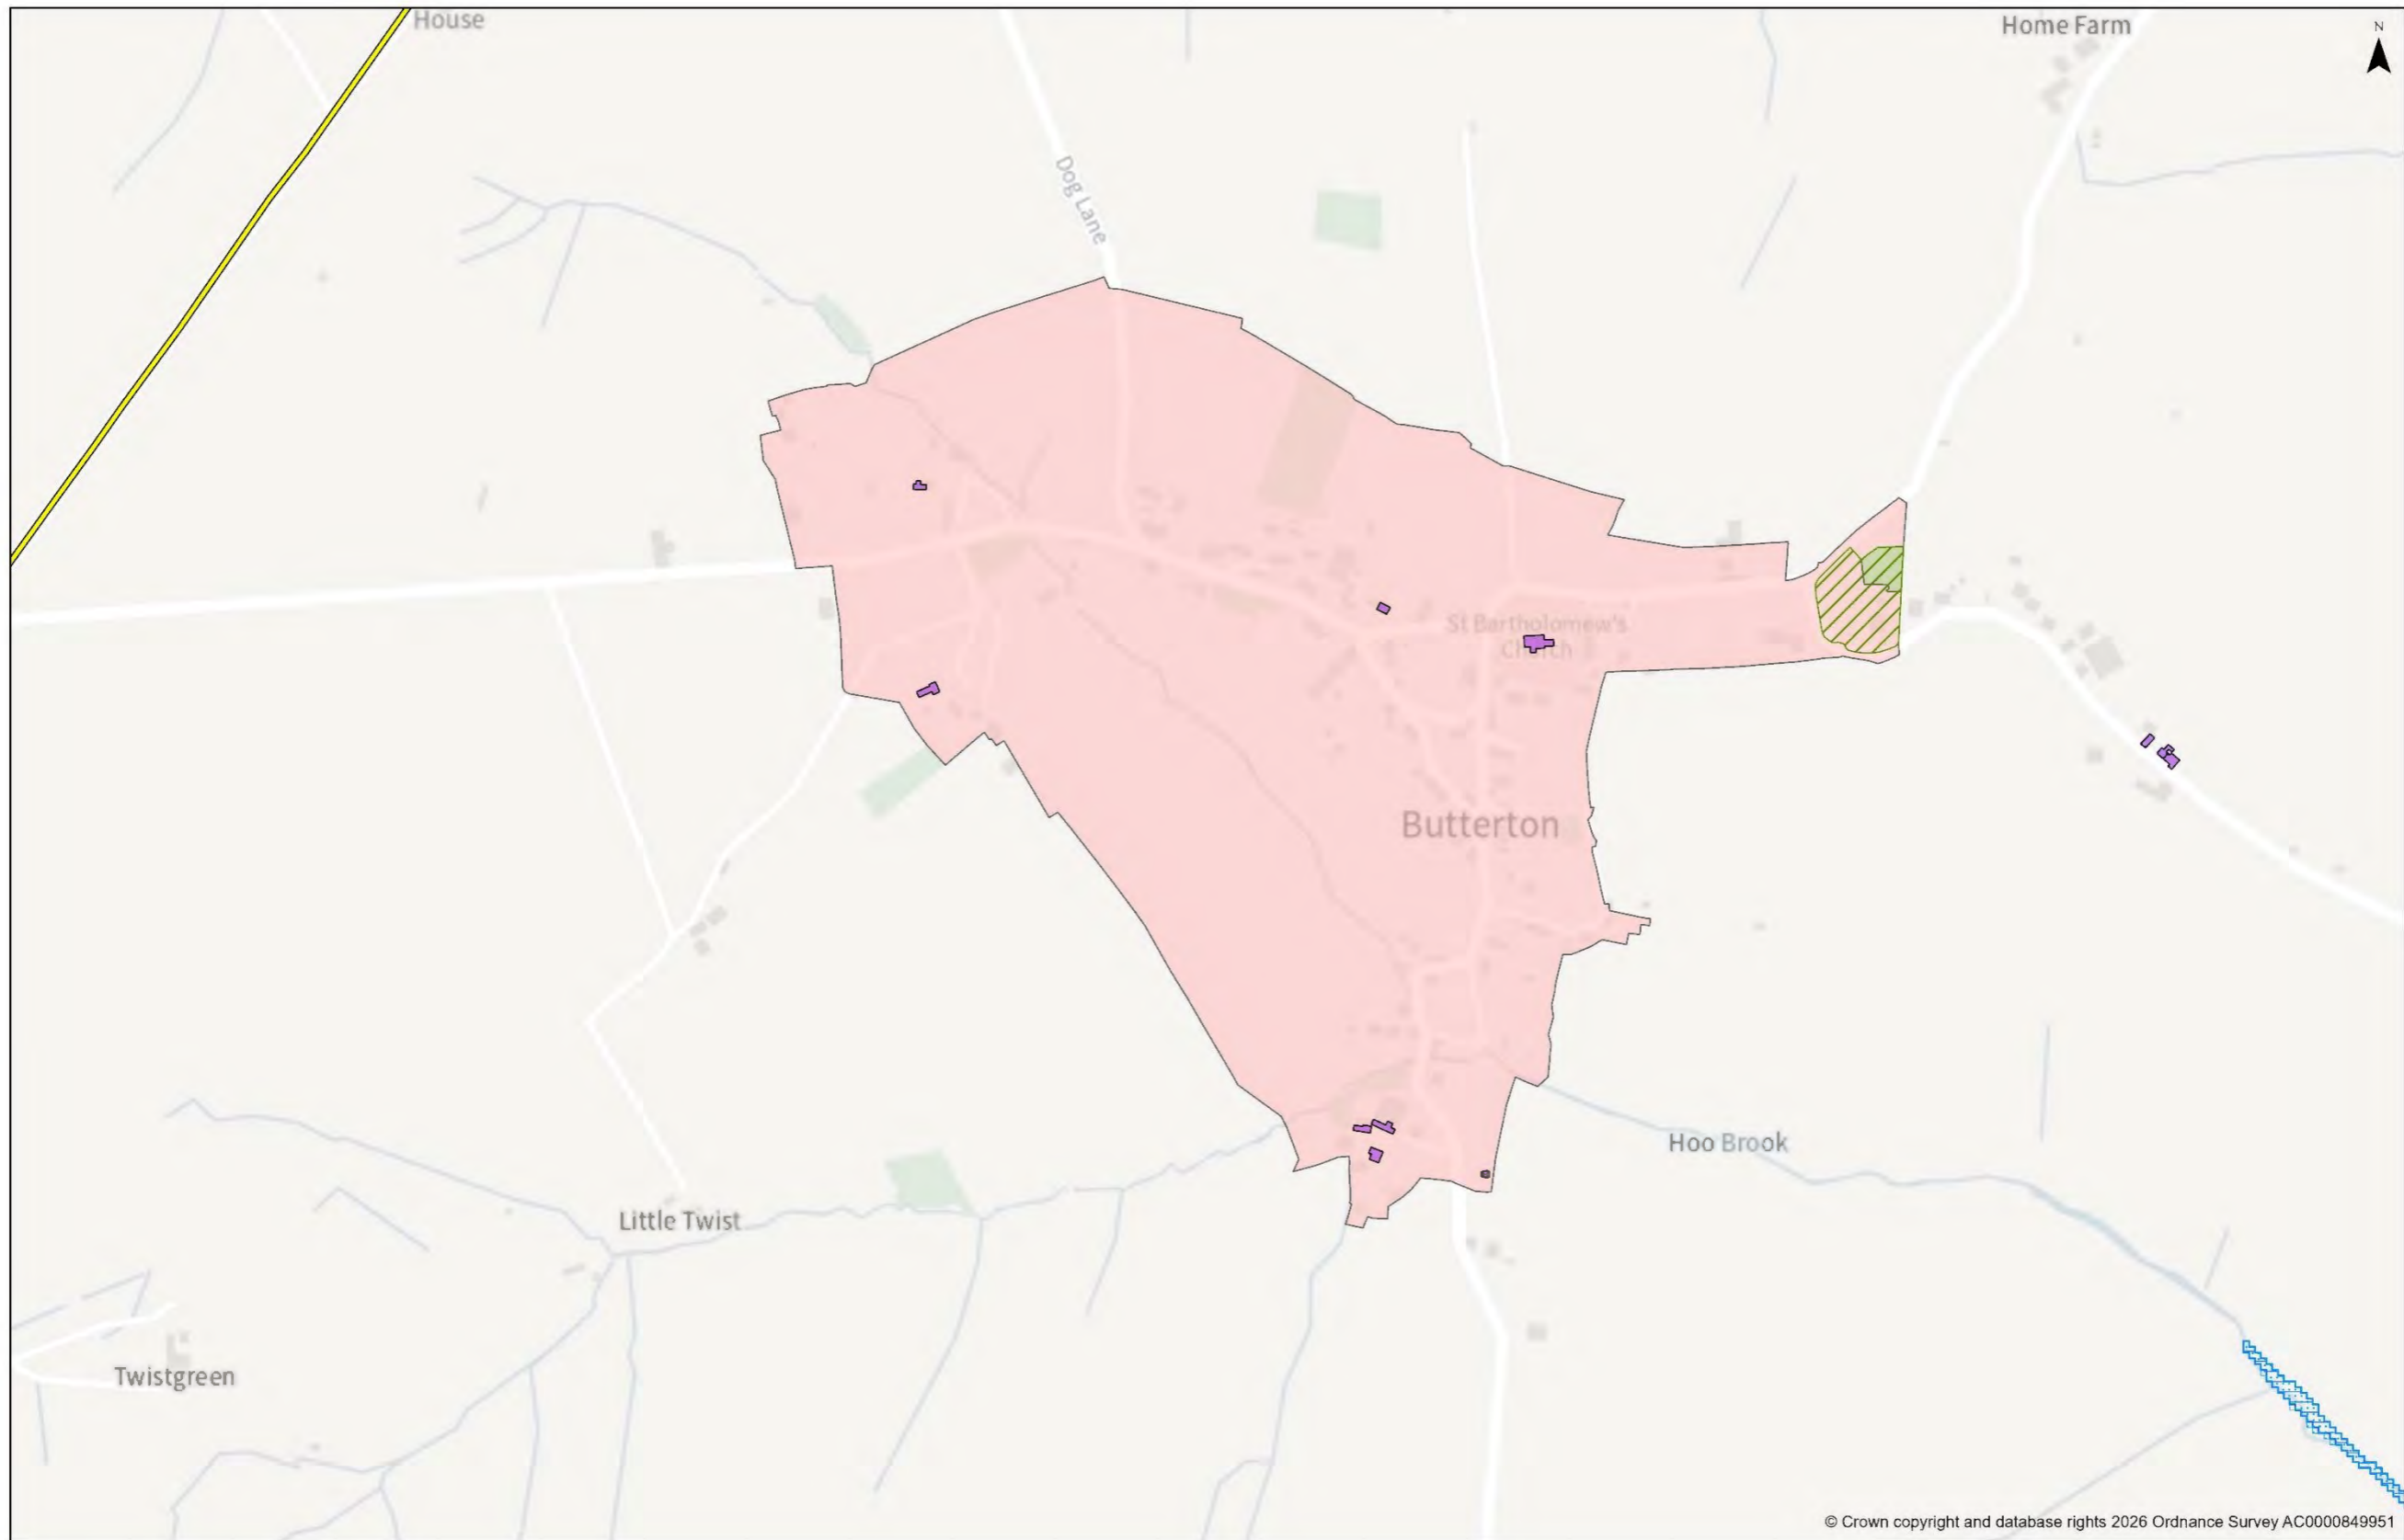 House
Home Farm
N
Dog Lane
St Bartholomew's
Church
Butterton
Hoo Brook
Little Twist
Twistgreen
© Crown copyright and database rights 2026 Ordnance Survey AC0000849951